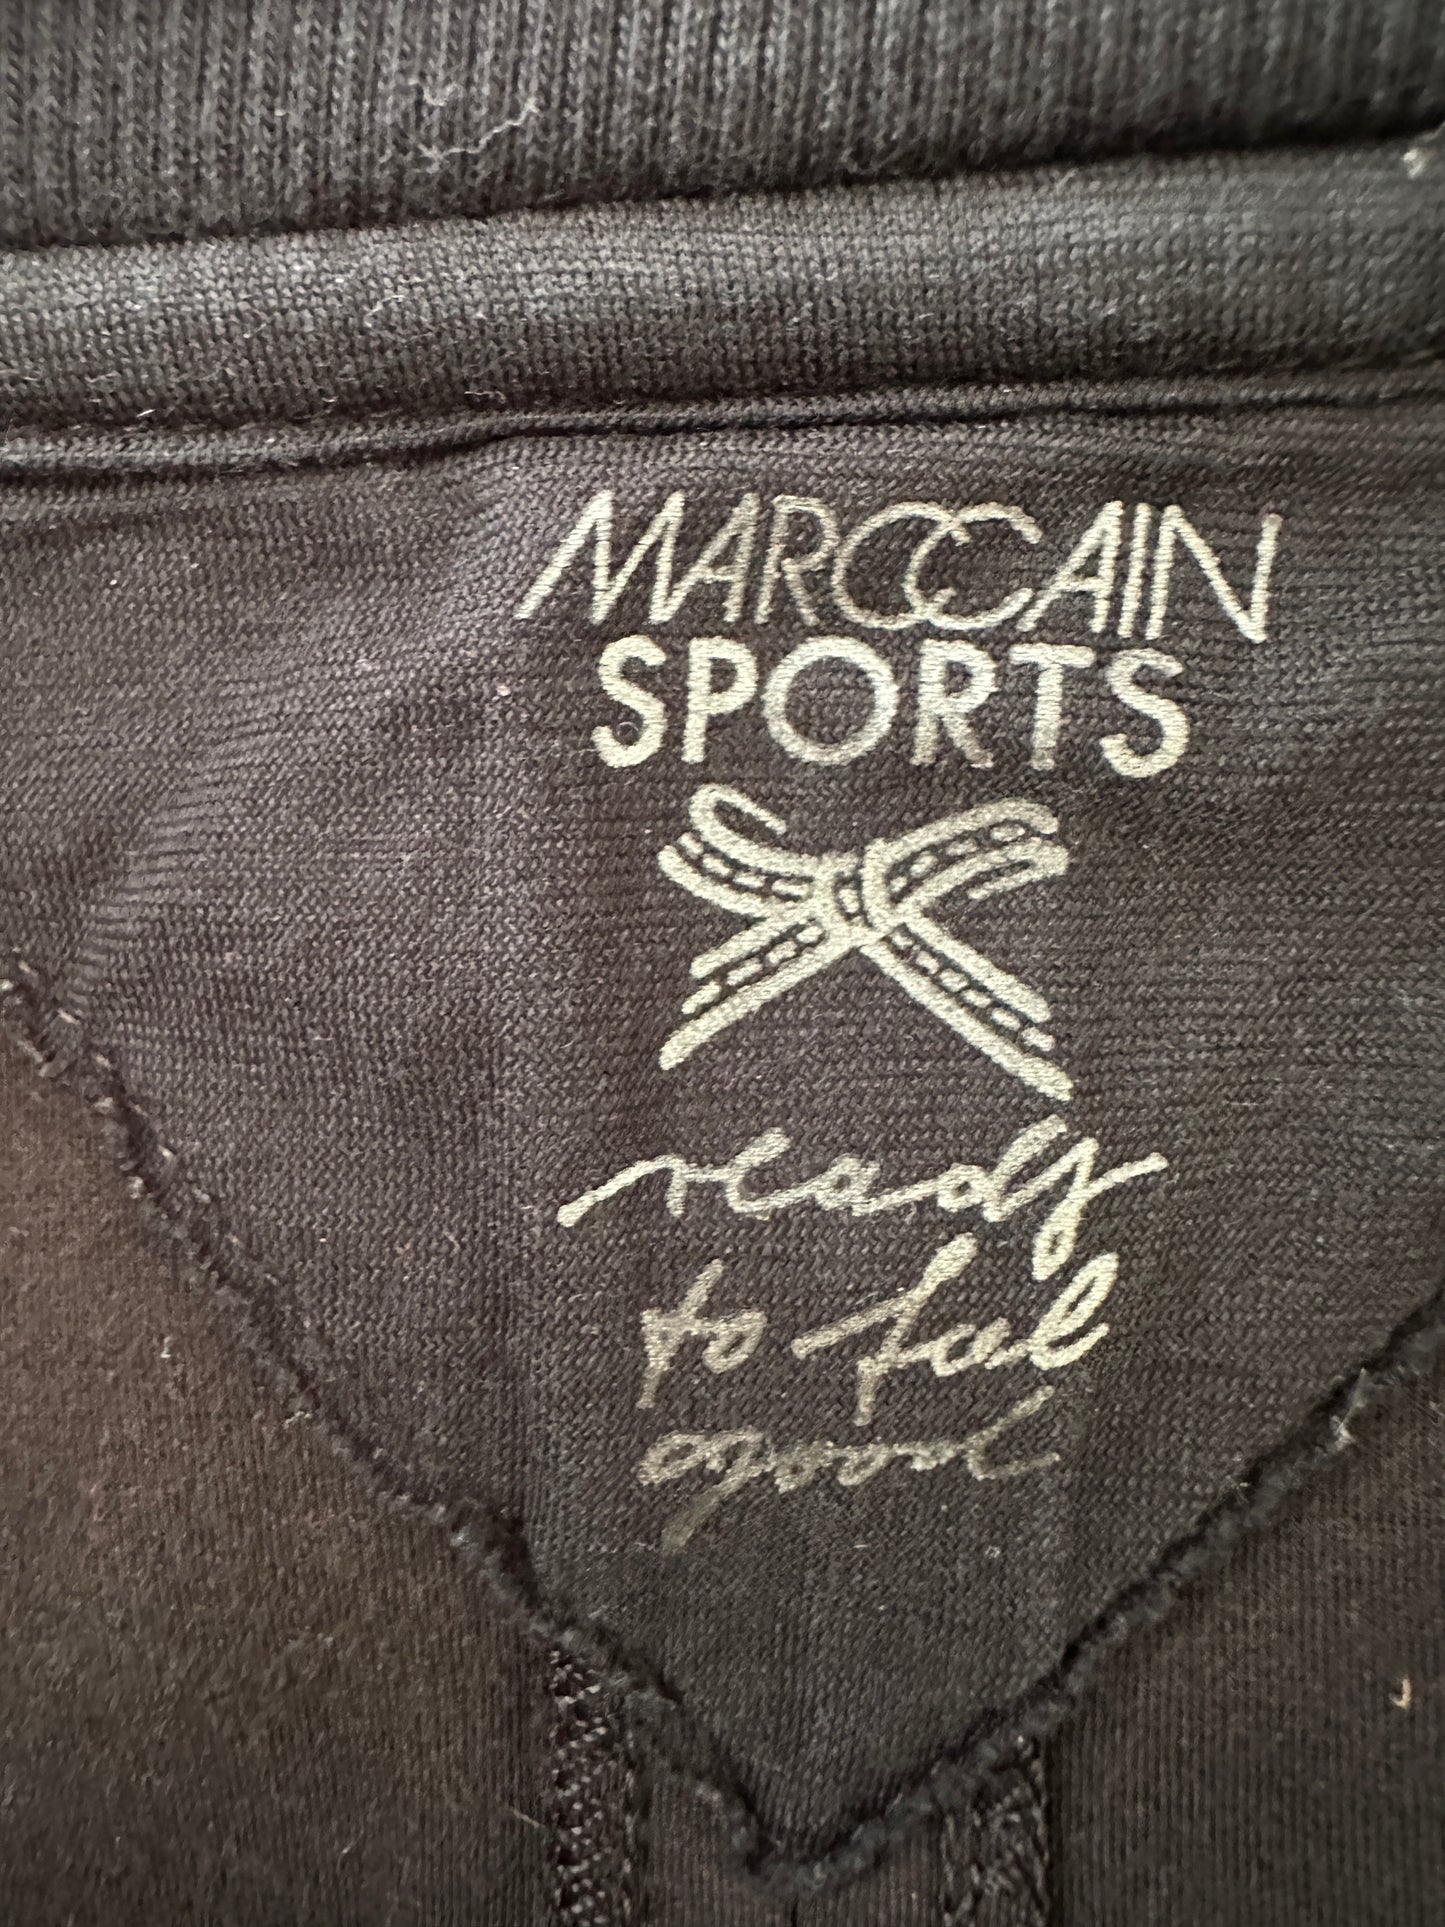 MARCCAIN
SPORTS
ready
to feel
good